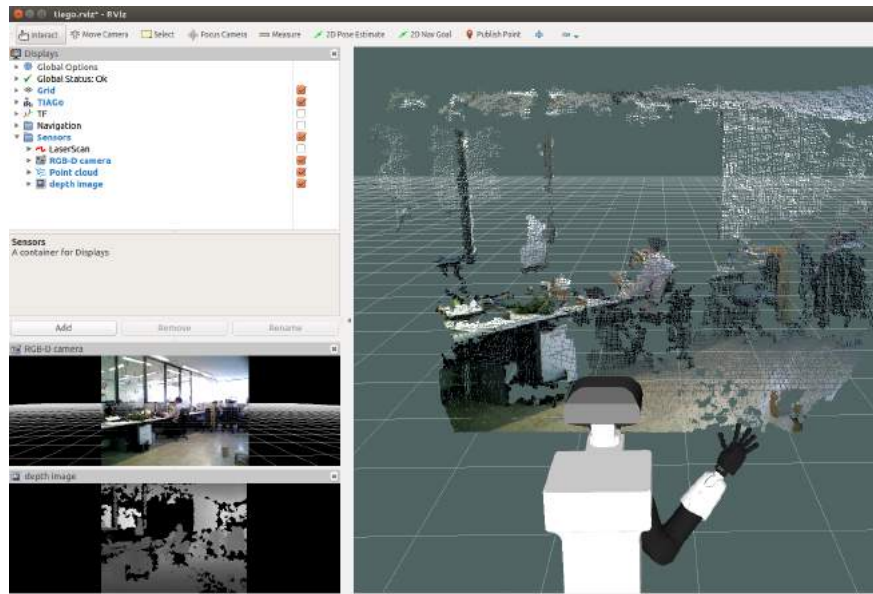 tiego.rviz* - RViz
Interact Move Camera Select Focus Camera Measure 2D Pose Estimate 2D Nav Goal Publish Point
Displays
Global Options
Global Status: Ok
Grid
TIAGo
TF
Navigation
Sensors
LaserScan
RGB-D camera
Point cloud
depth image
Sensors
A container for Displays
Add Remove Rename
RGB-D camera
depth image